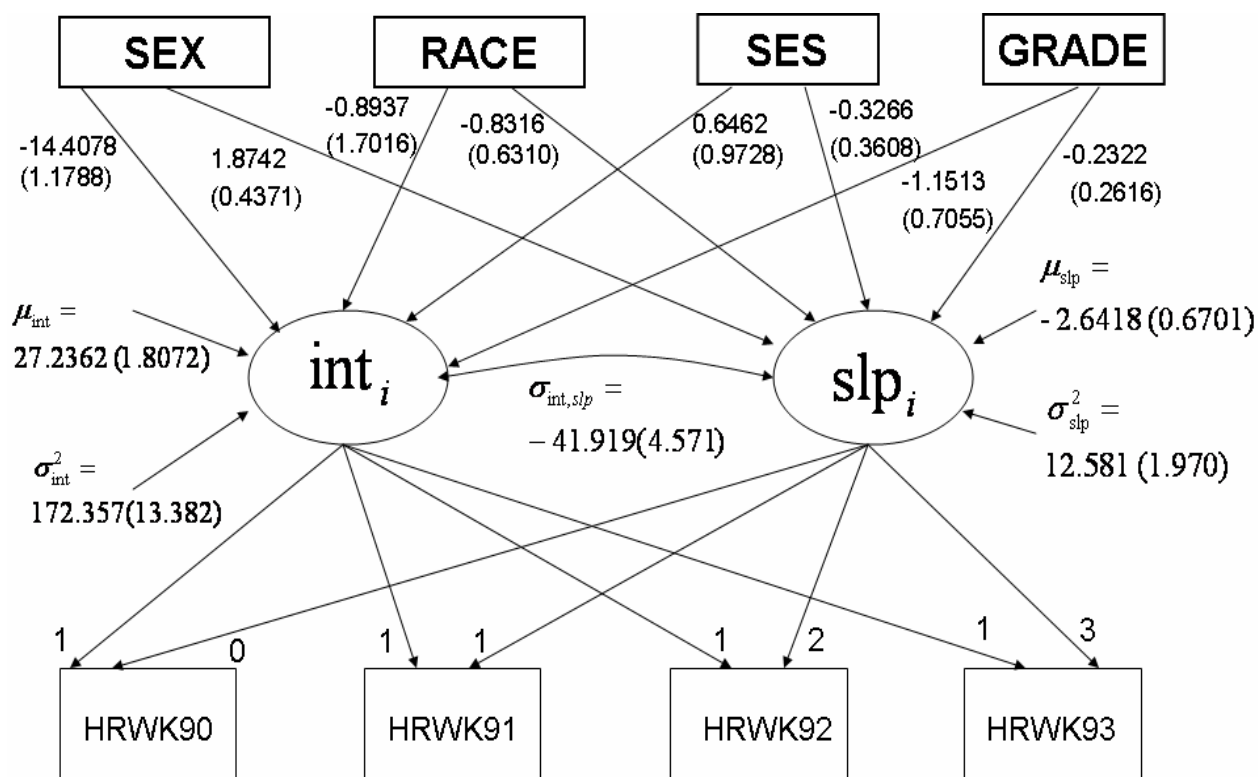 SEX
RACE
SES
GRADE
-14.4078
(1.1788)
1.8742
(0.4371)
-0.8937
(1.7016)
-0.8316
(0.6310)
0.6462
(0.9728)
-0.3266
(0.3608)
-1.1513
(0.7055)
-0.2322
(0.2616)
μint =
27.2362 (1.8072)
μslp =
- 2.6418 (0.6701)
inti
slpi
σint,slp =
− 41.919(4.571)
σ²int =
172.357(13.382)
σ²slp =
12.581 (1.970)
1
0
1
1
1
2
1
3
HRWK90
HRWK91
HRWK92
HRWK93